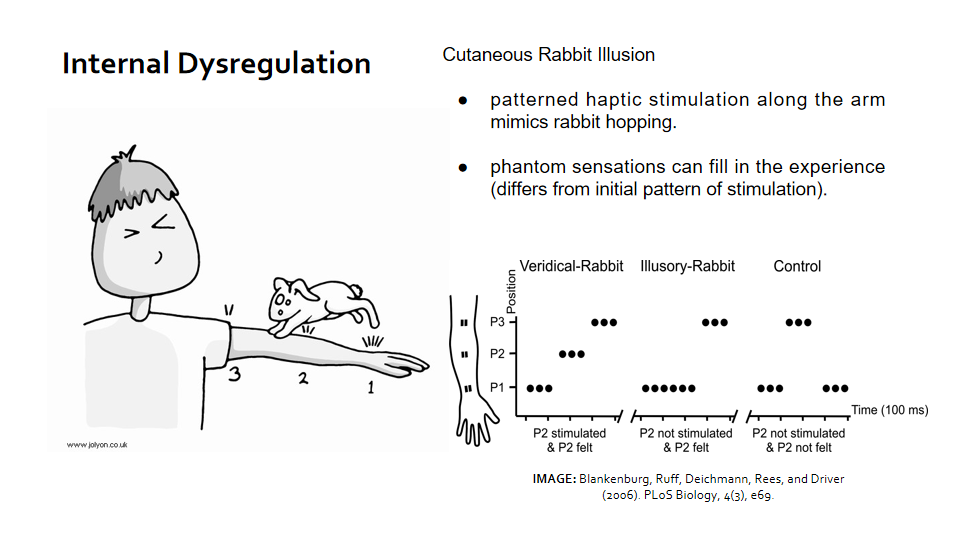 Internal Dysregulation
Cutaneous Rabbit Illusion
● patterned haptic stimulation along the arm
mimics rabbit hopping.
● phantom sensations can fill in the experience
(differs from initial pattern of stimulation).
3
2
1
www.jolyon.co.uk
Veridical-Rabbit Illusory-Rabbit Control
Position
P3
P2
P1
Time (100 ms)
P2 stimulated
& P2 felt
P2 not stimulated
& P2 felt
P2 not stimulated
& P2 not felt
IMAGE: Blankenburg, Ruff, Deichmann, Rees, and Driver
(2006). PLoS Biology, 4(3), e69.